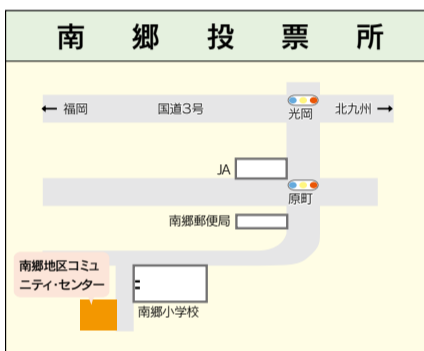 南郷投票所
← 福岡 国道3号 光岡 北九州 →
JA
原町
南郷郵便局
南郷地区コミュ
ニティ・センター
南郷小学校